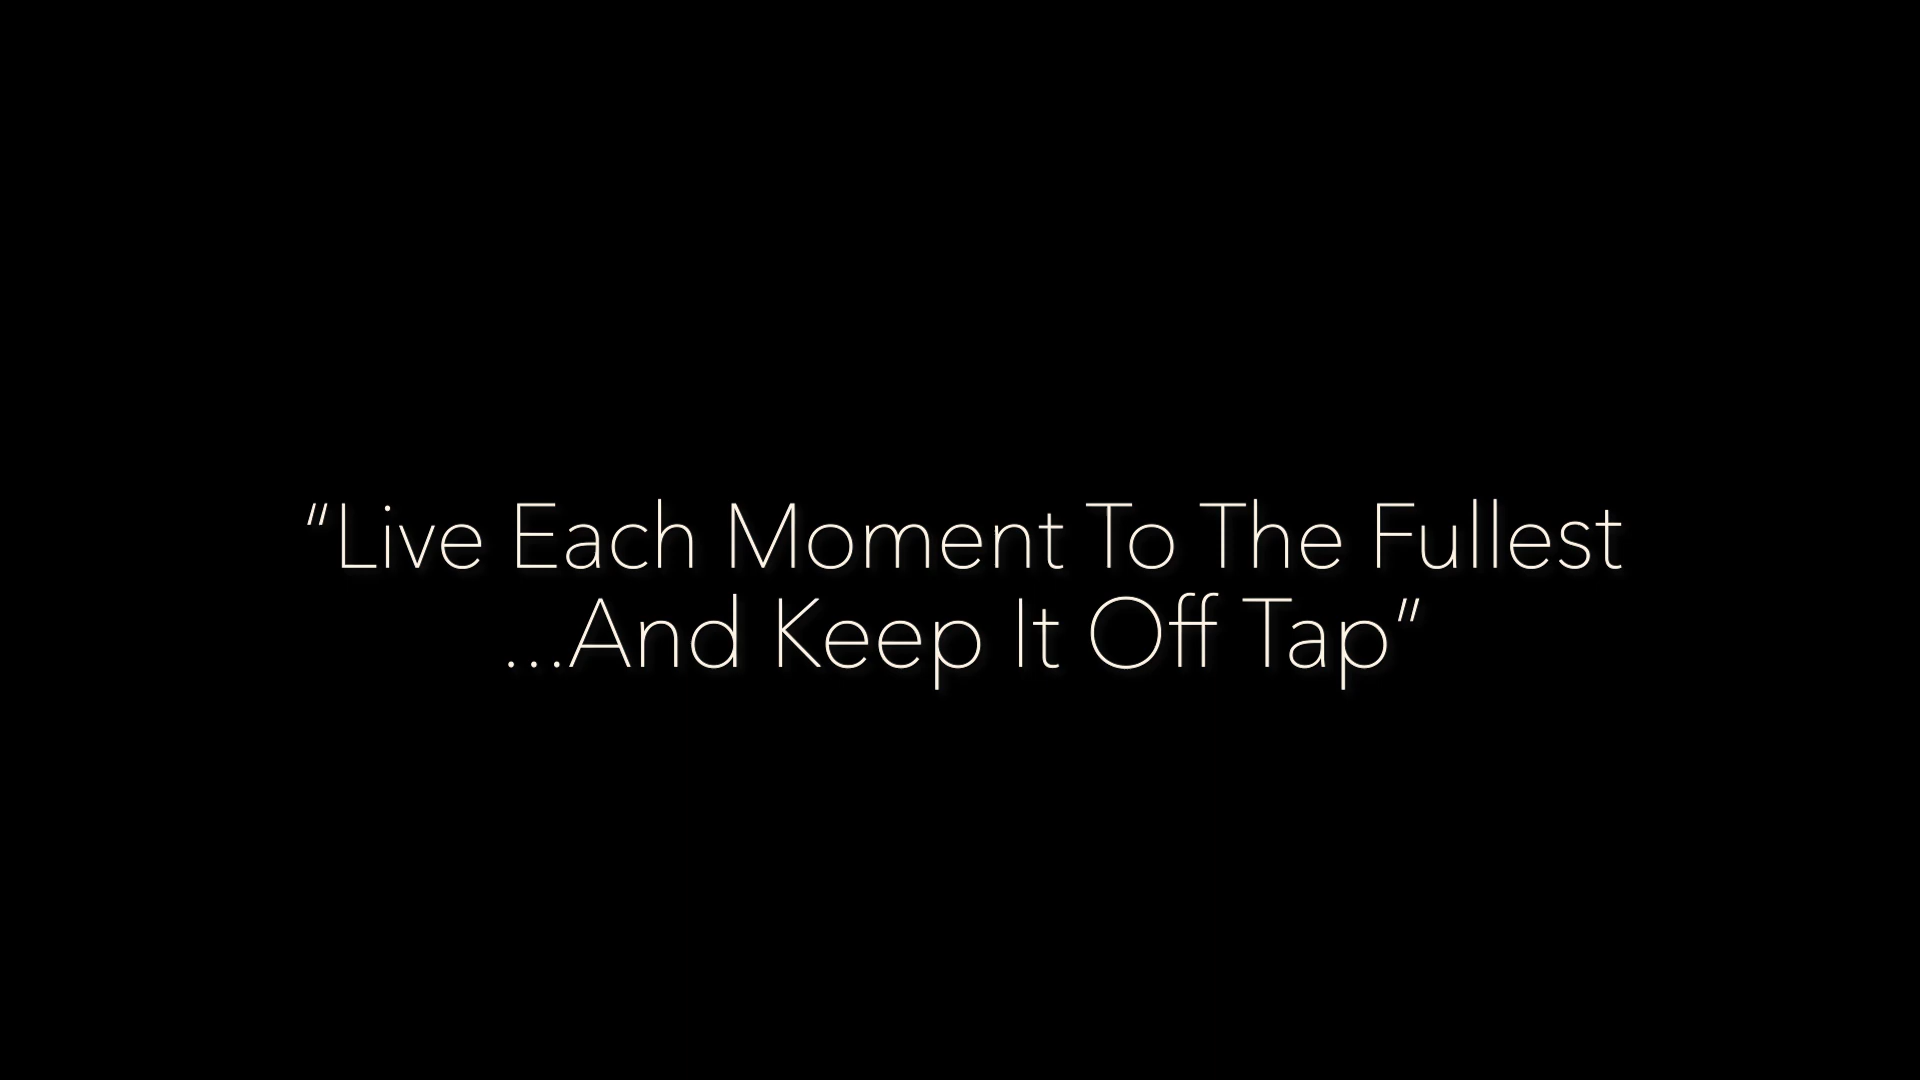 “Live Each Moment To The Fullest
...And Keep It Off Tap”